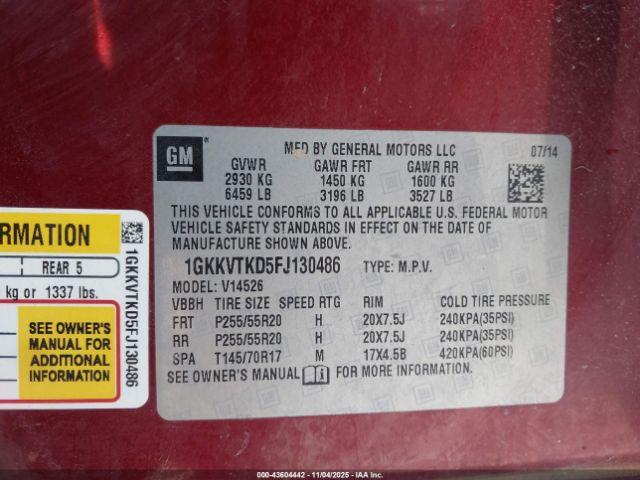 GM
MFD BY GENERAL MOTORS LLC 07/14
GVWR GAWR FRT GAWR RR
2930 KG 1450 KG 1600 KG
6459 LB 3196 LB 3527 LB
THIS VEHICLE CONFORMS TO ALL APPLICABLE U.S. FEDERAL MOTOR
VEHICLE SAFETY STANDARDS IN EFFECT ON THE DATE OF
MANUFACTURE SHOWN ABOVE.
1GKKVTKD5FJ130486 TYPE: M.P.V.
MODEL: V14526
VBBH TIRE SIZE SPEED RTG RIM COLD TIRE PRESSURE
FRT P255/55R20 H 20X7.5J 240KPA(35PSI)
RR P255/55R20 H 20X7.5J 240KPA(35PSI)
SPA T145/70R17 M 17X4.5B 420KPA(60PSI)
SEE OWNER'S MANUAL FOR MORE INFORMATION.
RMATION
REAR 5
kg or 1337 lbs.
SEE OWNER'S
MANUAL FOR
ADDITIONAL
INFORMATION
1GKKVTKD5FJ130486
000-43604442 - 11/04/2025 - IAA Inc.